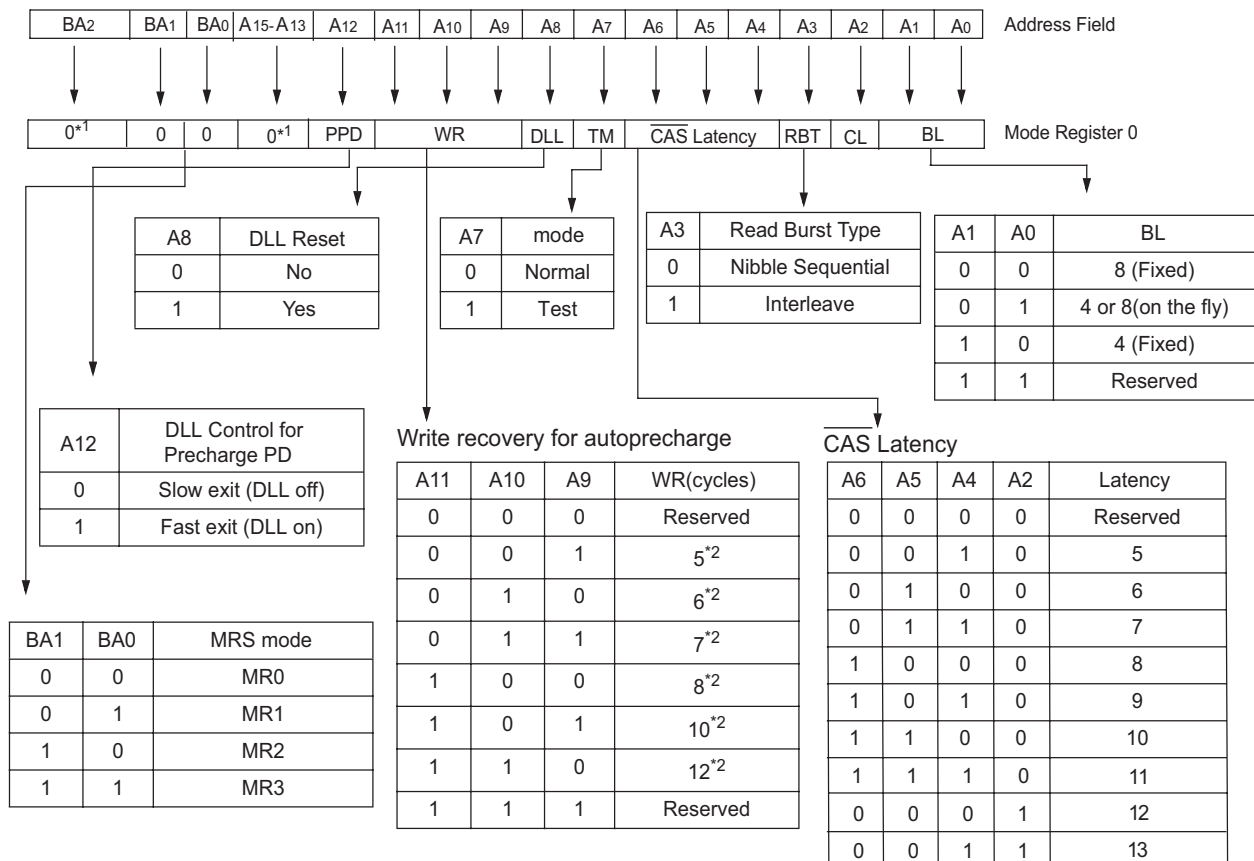 BA2 BA1 BA0 A15-A13 A12 A11 A10 A9 A8 A7 A6 A5 A4 A3 A2 A1 A0 Address Field
0*1 0 0 0*1 PPD WR DLL TM CAS Latency RBT CL BL Mode Register 0
A8 DLL Reset
0 No
1 Yes
A7 mode
0 Normal
1 Test
A3 Read Burst Type
0 Nibble Sequential
1 Interleave
A1 A0 BL
0 0 8 (Fixed)
0 1 4 or 8(on the fly)
1 0 4 (Fixed)
1 1 Reserved
A12 DLL Control for
Precharge PD
0 Slow exit (DLL off)
1 Fast exit (DLL on)
BA1 BA0 MRS mode
0 0 MR0
0 1 MR1
1 0 MR2
1 1 MR3
Write recovery for autoprecharge
A11 A10 A9 WR(cycles)
0 0 0 Reserved
0 0 1 5*2
0 1 0 6*2
0 1 1 7*2
1 0 0 8*2
1 0 1 10*2
1 1 0 12*2
1 1 1 Reserved
CAS Latency
A6 A5 A4 A2 Latency
0 0 0 0 Reserved
0 0 1 0 5
0 1 0 0 6
0 1 1 0 7
1 0 0 0 8
1 0 1 0 9
1 1 0 0 10
1 1 1 0 11
0 0 0 1 12
0 0 1 1 13